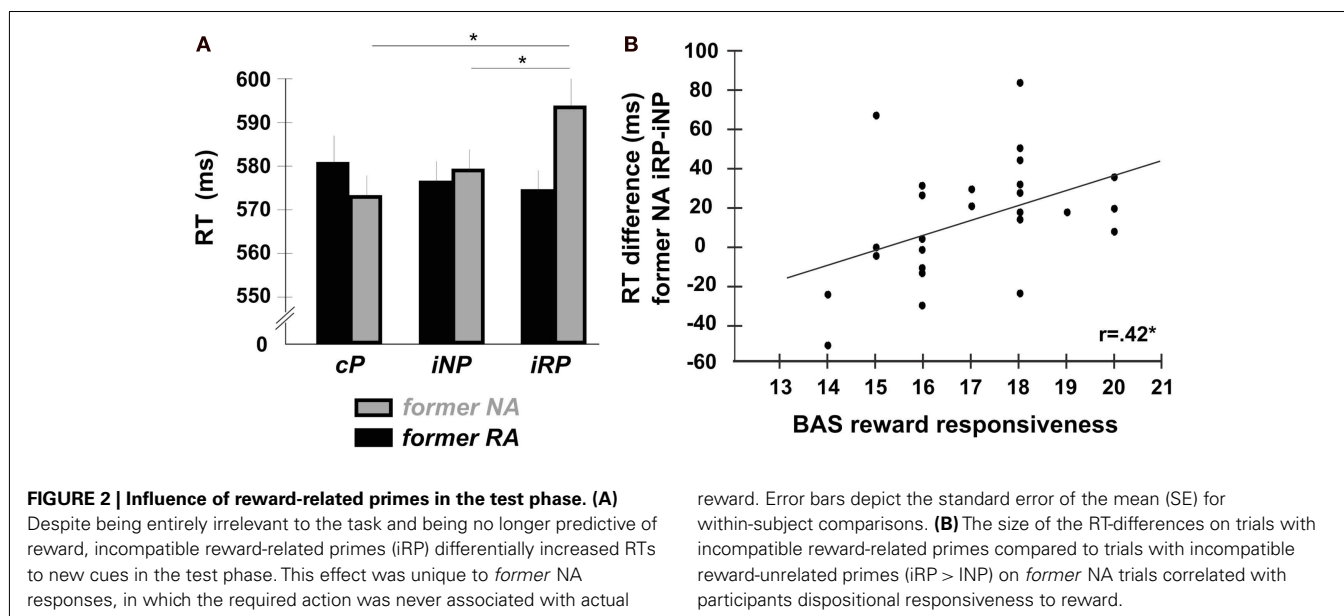 A
*
*
600
590
580
570
560
550
0
RT (ms)
cP iNP iRP
former NA
former RA
B
100
80
60
40
20
0
-20
-40
-60
RT difference (ms)
former NA iRP-iNP
r=.42*
13 14 15 16 17 18 19 20 21
BAS reward responsiveness
FIGURE 2 | Influence of reward-related primes in the test phase. (A)
Despite being entirely irrelevant to the task and being no longer predictive of
reward, incompatible reward-related primes (iRP) differentially increased RTs
to new cues in the test phase. This effect was unique to former NA
responses, in which the required action was never associated with actual
reward. Error bars depict the standard error of the mean (SE) for
within-subject comparisons. (B) The size of the RT-differences on trials with
incompatible reward-related primes compared to trials with incompatible
reward-unrelated primes (iRP > INP) on former NA trials correlated with
participants dispositional responsiveness to reward.